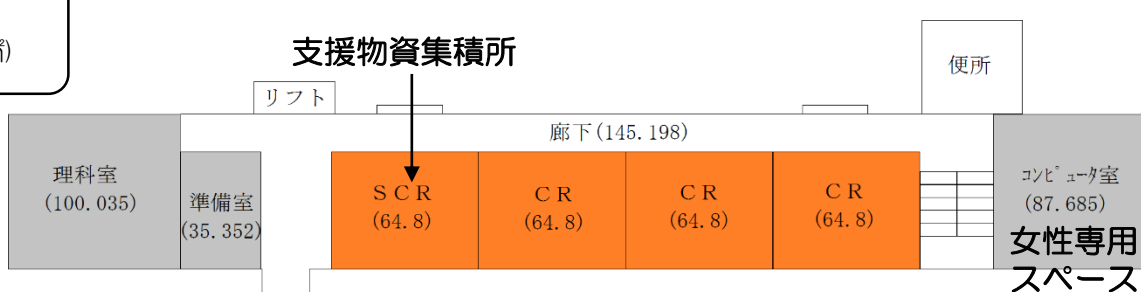 ㎡)
支援物資集積所
便所
リフト
廊下(145.198)
理科室
(100.035)
準備室
(35.352)
ＳＣＲ
(64.8)
ＣＲ
(64.8)
ＣＲ
(64.8)
ＣＲ
(64.8)
ｺﾝﾋﾟｭｰﾀ室
(87.685)
女性専用
スペース